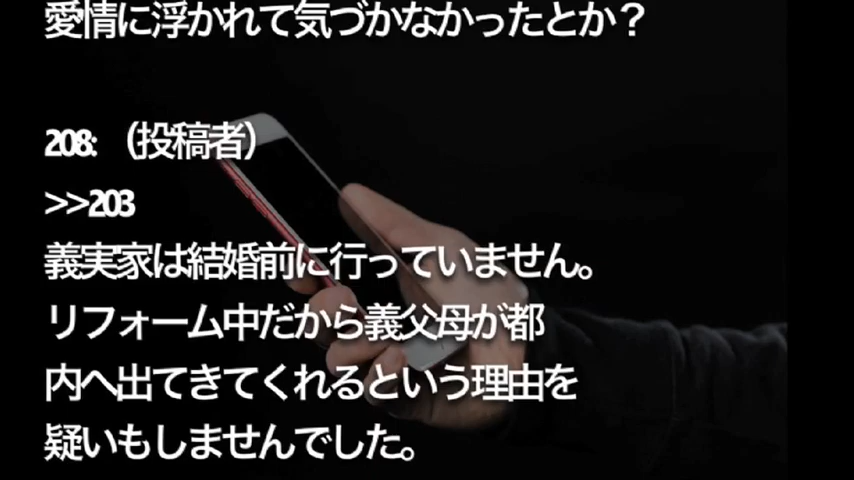 愛情に浮かれて気づかなかったとか？
208: （投稿者）
>>203
義実家は結婚前に行っていません。
リフォーム中だから義父母が都
内へ出てきてくれるという理由を
疑いもしませんでした。